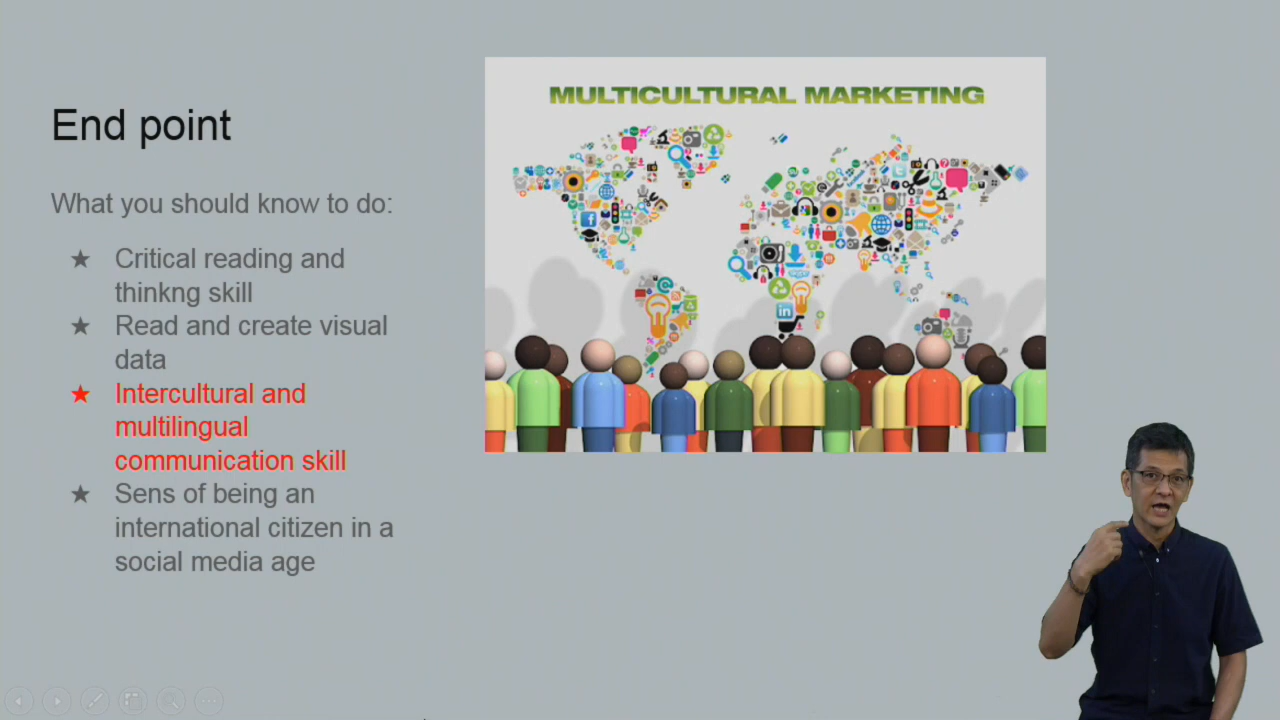 End point
What you should know to do:
★ Critical reading and
thinkng skill
★ Read and create visual
data
★ Intercultural and
multilingual
communication skill
★ Sens of being an
international citizen in a
social media age
MULTICULTURAL MARKETING